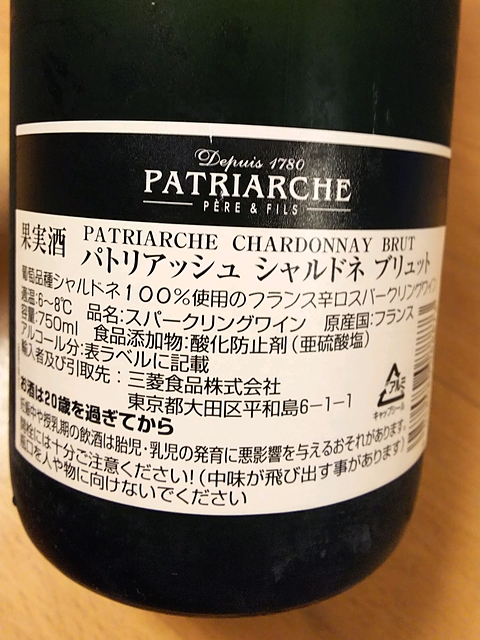 Depuis 1780
PATRIARCHE
PÈRE & FILS
果実酒 PATRIARCHE CHARDONNAY BRUT
パトリアッシュ シャルドネ ブリュット
葡萄品種シャルドネ100%使用のフランス辛口スパークリングワイン
適温:6~8℃ 品名:スパークリングワイン 原産国:フランス
容量:750ml 食品添加物:酸化防止剤(亜硫酸塩)
アルコール分:表ラベルに記載
輸入者及び引取先:三菱食品株式会社
東京都大田区平和島6-1-1
アルミ
キャップシール
お酒は20歳を過ぎてから
妊娠中や授乳期の飲酒は胎児・乳児の発育に悪影響を与えるおそれがあります。
開栓には十分ご注意ください!(中味が飛び出す事があります)
瓶口を人や物に向けないでください